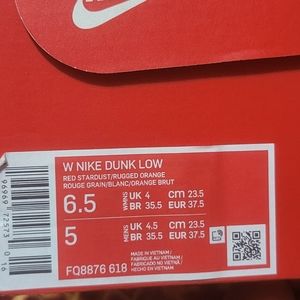 W NIKE DUNK LOW
RED STARDUST/RUGGED ORANGE
ROUGE GRAIN/BLANC/ORANGE BRUT
6.5 WMNS UK 4 CM 23.5
BR 35.5 EUR 37.5
5 MENS UK 4.5 CM 23.5
BR 35.5 EUR 37.5
FQ8876 618
MADE IN VIETNAM /
FABRIQUÉ AU VIETNAM /
FABRICADO NO VIETNÃ /
HECHO EN VIETNAM